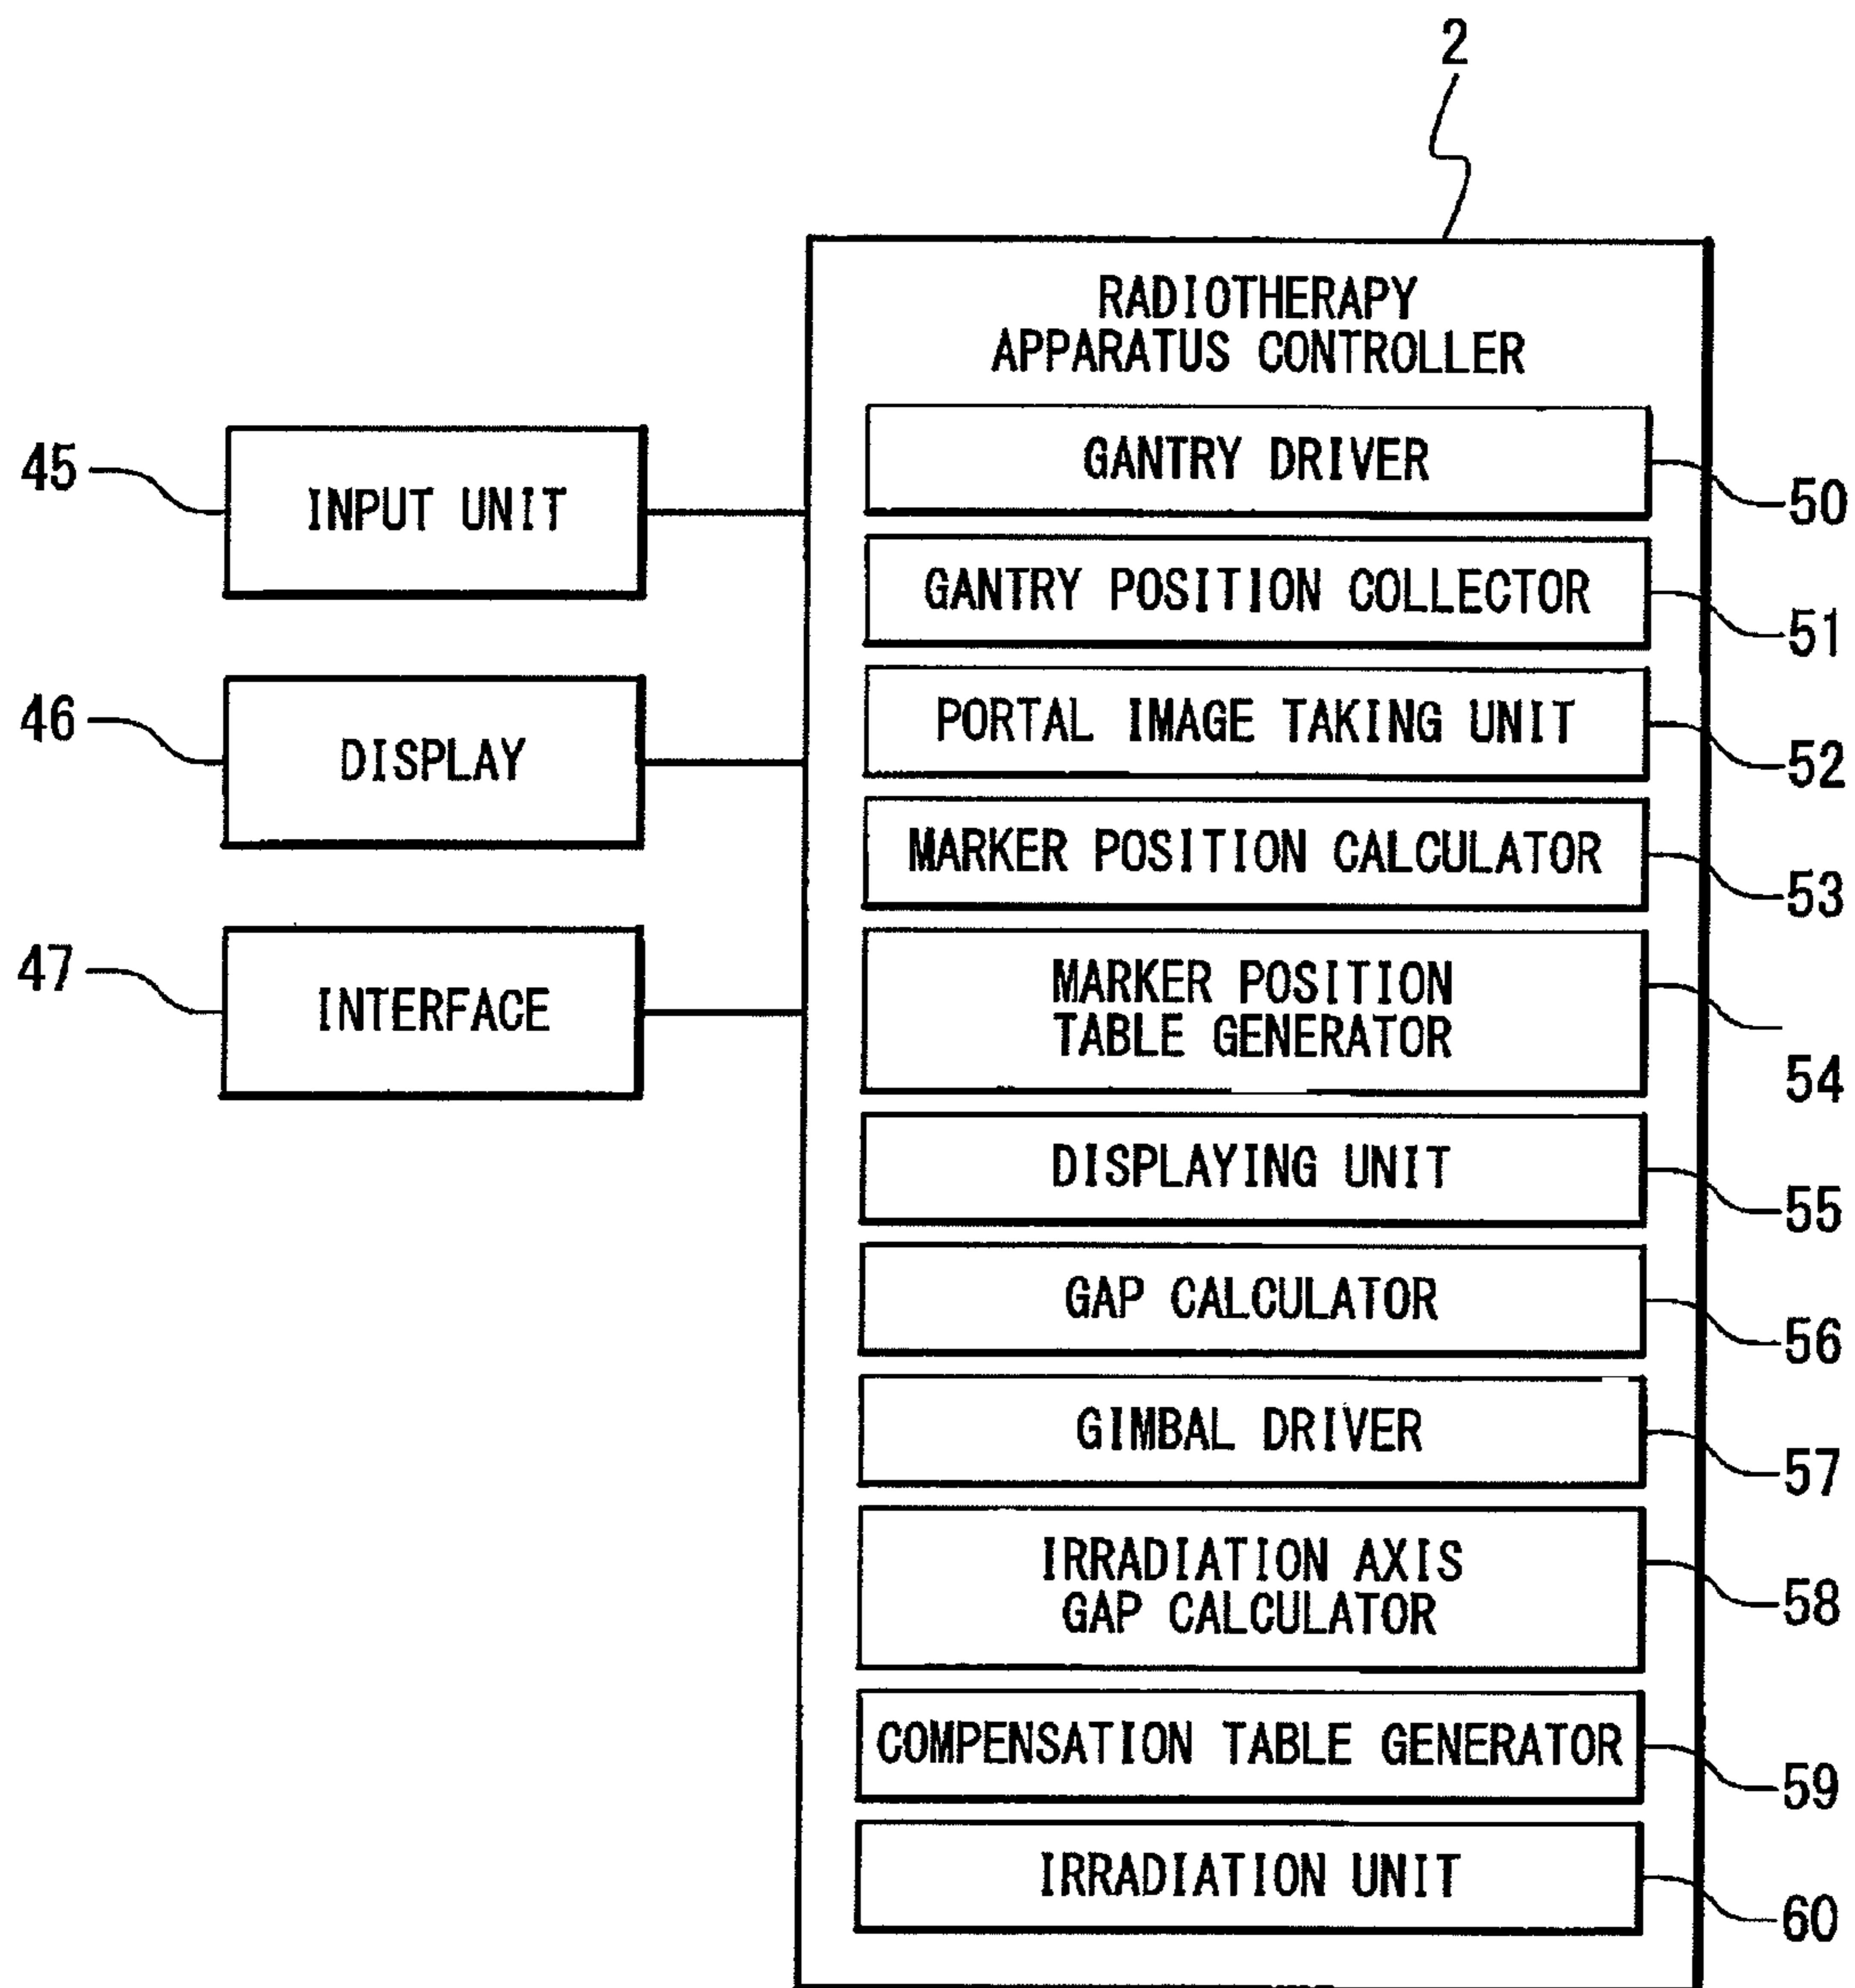 2
RADIOTHERAPY
APPARATUS CONTROLLER
45
INPUT UNIT
46
DISPLAY
47
INTERFACE
GANTRY DRIVER
50
GANTRY POSITION COLLECTOR
51
PORTAL IMAGE TAKING UNIT
52
MARKER POSITION CALCULATOR
53
MARKER POSITION
TABLE GENERATOR
54
DISPLAYING UNIT
55
GAP CALCULATOR
56
GIMBAL DRIVER
57
IRRADIATION AXIS
GAP CALCULATOR
58
COMPENSATION TABLE GENERATOR
59
IRRADIATION UNIT
60